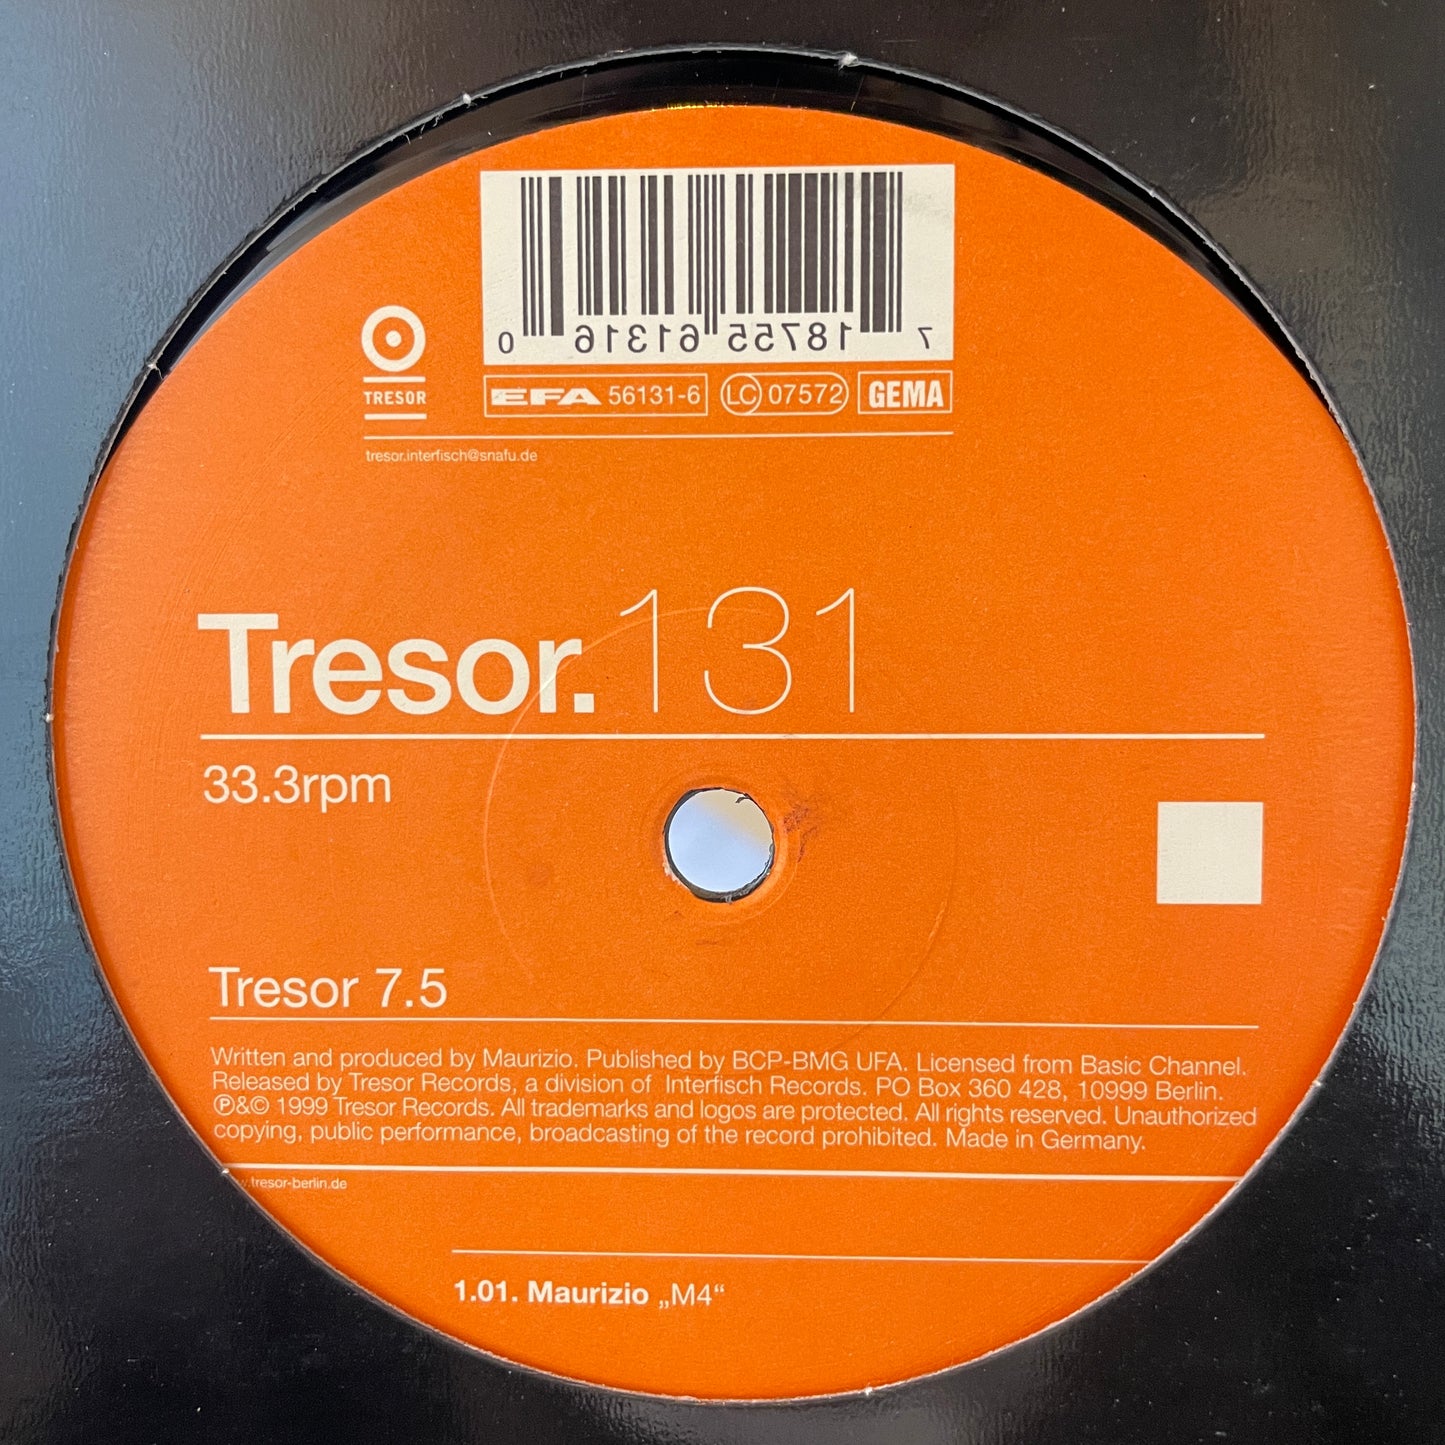 7 18755 61316 0
TRESOR
EFA 56131-6 LC 07572 GEMA
tresor.interfisch@snafu.de
Tresor.131
33.3rpm
Tresor 7.5
Written and produced by Maurizio. Published by BCP-BMG UFA. Licensed from Basic Channel.
Released by Tresor Records, a division of Interfisch Records. PO Box 360 428, 10999 Berlin.
℗&© 1999 Tresor Records. All trademarks and logos are protected. All rights reserved. Unauthorized
copying, public performance, broadcasting of the record prohibited. Made in Germany.
w.tresor-berlin.de
1.01. Maurizio „M4“